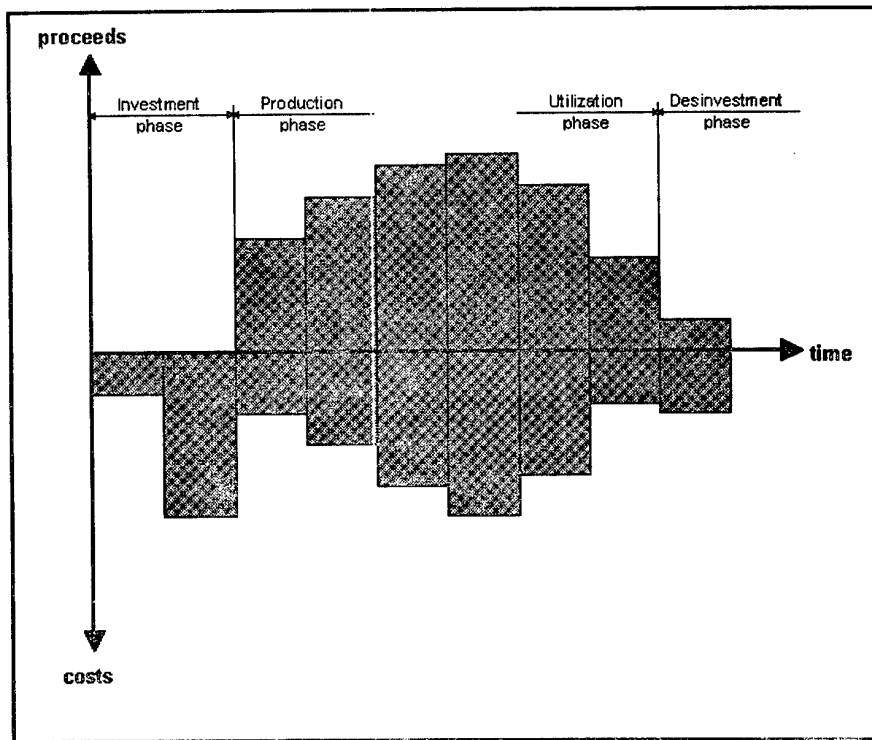 proceeds
Investment
phase
Production
phase
Utilization
phase
Desinvestment
phase
time
costs